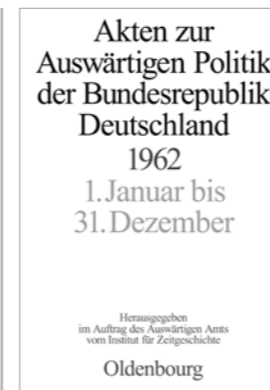 Akten zur
Auswärtigen Politik
der Bundesrepublik
Deutschland
1962
1. Januar bis
31. Dezember
Herausgegeben
im Auftrag des Auswärtigen Amts
vom Institut für Zeitgeschichte
Oldenbourg